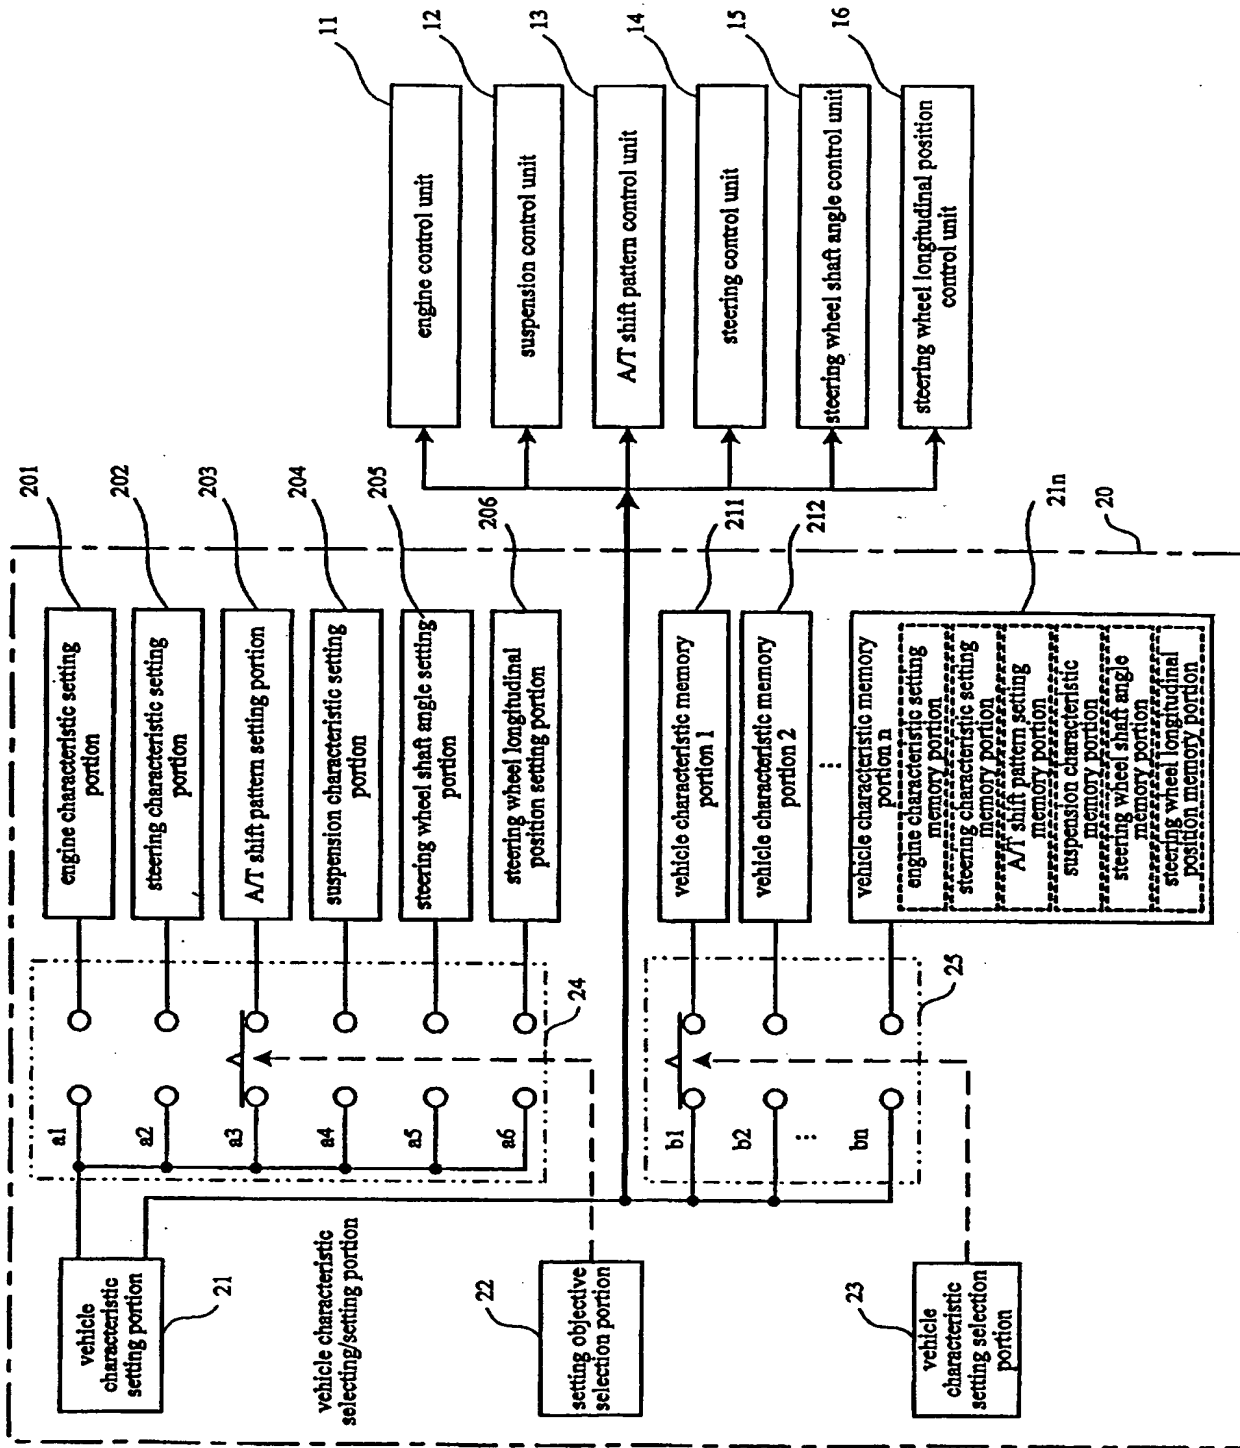 vehicle
characteristic
setting portion
21
vehicle characteristic
selecting/setting portion
22
setting objective
selection portion
23
vehicle
characteristic
setting selection
portion
a1
a2
a3
a4
a5
a6
24
b1
b2
...
bn
25
engine characteristic setting
portion
201
steering characteristic setting
portion
202
A/T shift pattern setting portion
203
suspension characteristic setting
portion
204
steering wheel shaft angle setting
portion
205
steering wheel longitudinal
position setting portion
206
vehicle characteristic memory
portion 1
211
vehicle characteristic memory
portion 2
212
...
vehicle characteristic memory
portion n
engine characteristic setting
memory portion
steering characteristic setting
memory portion
A/T shift pattern setting
memory portion
suspension characteristic
memory portion
steering wheel shaft angle
memory portion
steering wheel longitudinal
position memory portion
21n
20
engine control unit
11
suspension control unit
12
A/T shift pattern control unit
13
steering control unit
14
steering wheel shaft angle control unit
15
steering wheel longitudinal position
control unit
16